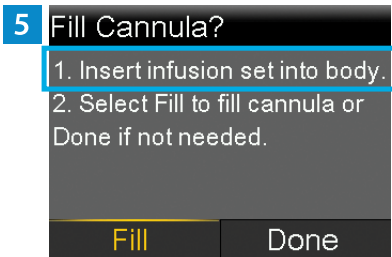 5
Fill Cannula?
1. Insert infusion set into body.
2. Select Fill to fill cannula or
Done if not needed.
Fill
Done